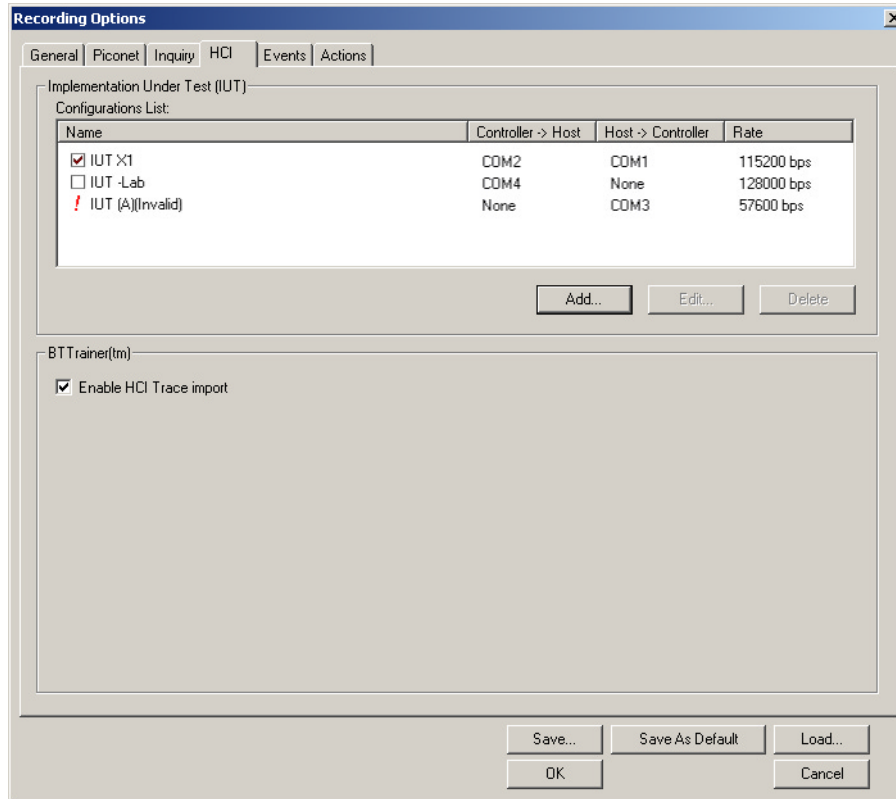 Recording Options
General Piconet Inquiry HCI Events Actions
Implementation Under Test (IUT)
Configurations List:
Name Controller -> Host Host -> Controller Rate
IUT X1 COM2 COM1 115200 bps
IUT -Lab COM4 None 128000 bps
! IUT (A)(Invalid) None COM3 57600 bps
Add... Edit... Delete
BTTrainer(tm)
Enable HCI Trace import
Save... Save As Default Load...
OK Cancel